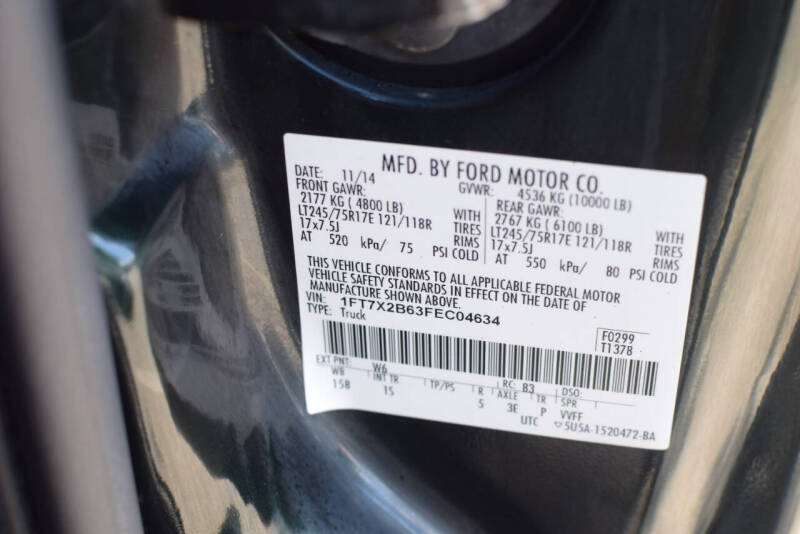 MFD. BY FORD MOTOR CO.
DATE: 11/14 GVWR: 4536 KG (10000 LB)
FRONT GAWR: REAR GAWR:
2177 KG ( 4800 LB) WITH 2767 KG ( 6100 LB) WITH
LT245/75R17E 121/118R TIRES LT245/75R17E 121/118R TIRES
17x7.5J RIMS 17x7.5J RIMS
AT 520 kPa/ 75 PSI COLD AT 550 kPa/ 80 PSI COLD
THIS VEHICLE CONFORMS TO ALL APPLICABLE FEDERAL MOTOR
VEHICLE SAFETY STANDARDS IN EFFECT ON THE DATE OF
MANUFACTURE SHOWN ABOVE.
VIN: 1FT7X2B63FEC04634
TYPE: Truck
F0299
T1378
EXT PNT: W6 RC: 83 DSO:
WB INT TR TP/PS R AXLE TR SPR
158 15 5 3E P VVFF
UTC ▽5U5A-1520472-BA